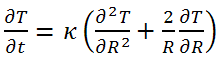 ∂T/∂t = κ(∂²T/∂R² + 2/R ∂T/∂R)